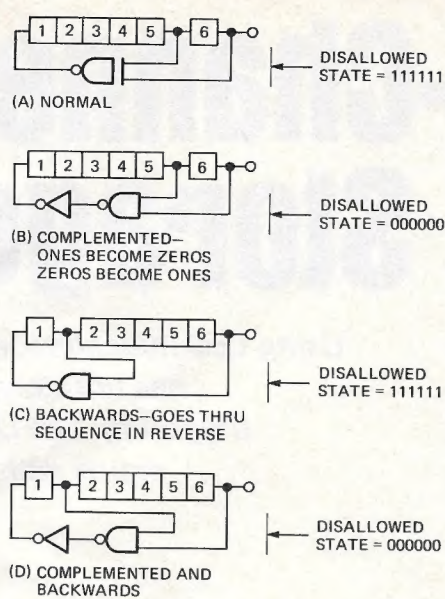 1 2 3 4 5 6
DISALLOWED
STATE = 111111
(A) NORMAL
1 2 3 4 5 6
DISALLOWED
STATE = 000000
(B) COMPLEMENTED—
ONES BECOME ZEROS
ZEROS BECOME ONES
1 2 3 4 5 6
DISALLOWED
STATE = 111111
(C) BACKWARDS—GOES THRU
SEQUENCE IN REVERSE
1 2 3 4 5 6
DISALLOWED
STATE = 000000
(D) COMPLEMENTED AND
BACKWARDS